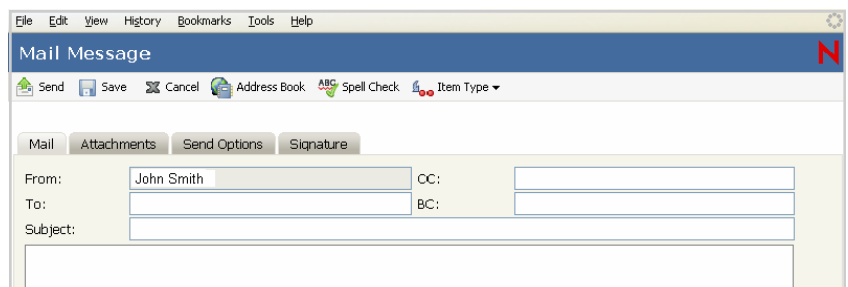 File Edit View History Bookmarks Tools Help
Mail Message N
Send Save Cancel Address Book ABC Spell Check Item Type
Mail Attachments Send Options Signature
From: John Smith CC:
To: BC:
Subject: